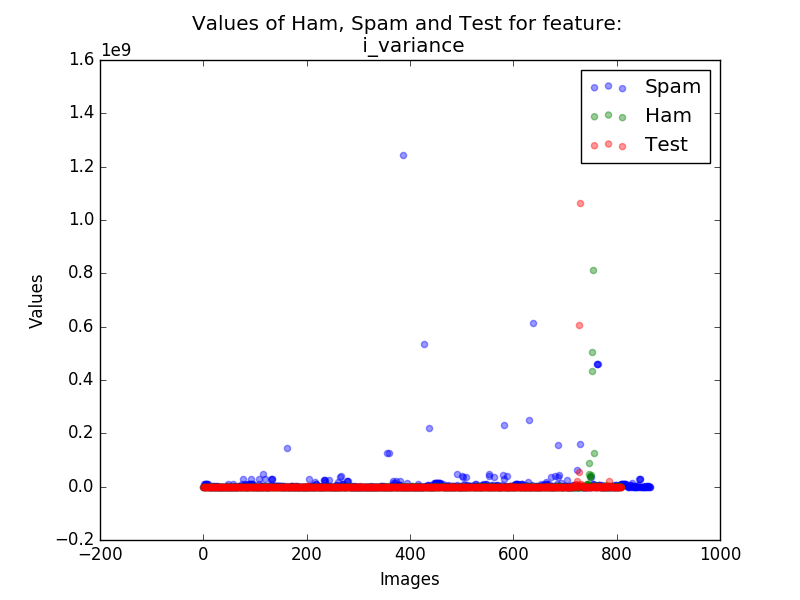 Values of Ham, Spam and Test for feature:
i_variance
1e9
1.6
1.4
1.2
1.0
0.8
0.6
0.4
0.2
0.0
−0.2
Values
Spam
Ham
Test
−200
0
200
400
600
800
1000
Images